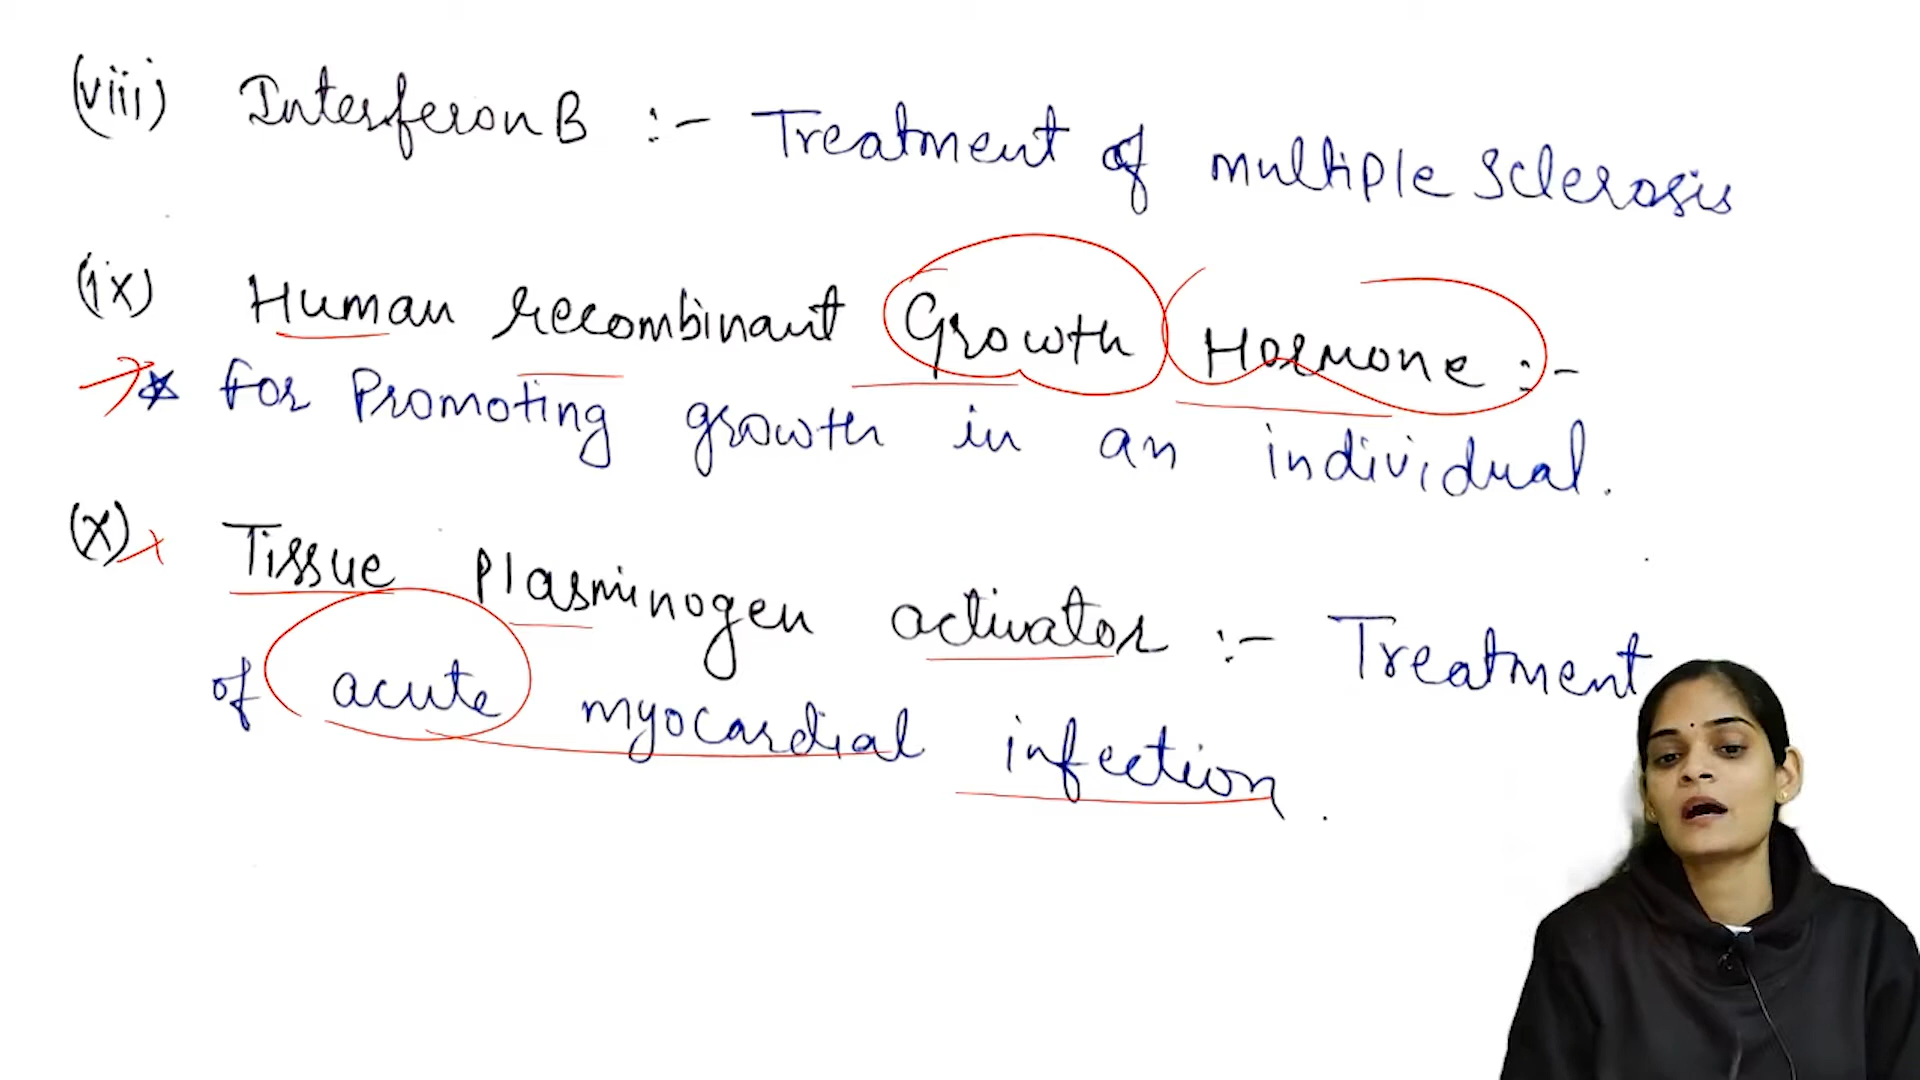 (viii) Interferon B :- Treatment of multiple Sclerosis
(ix) Human recombinant Growth Hormone :-
* For Promoting growth in an individual.
(x) Tissue Plasminogen activator :- Treatment
of acute myocardial infection.